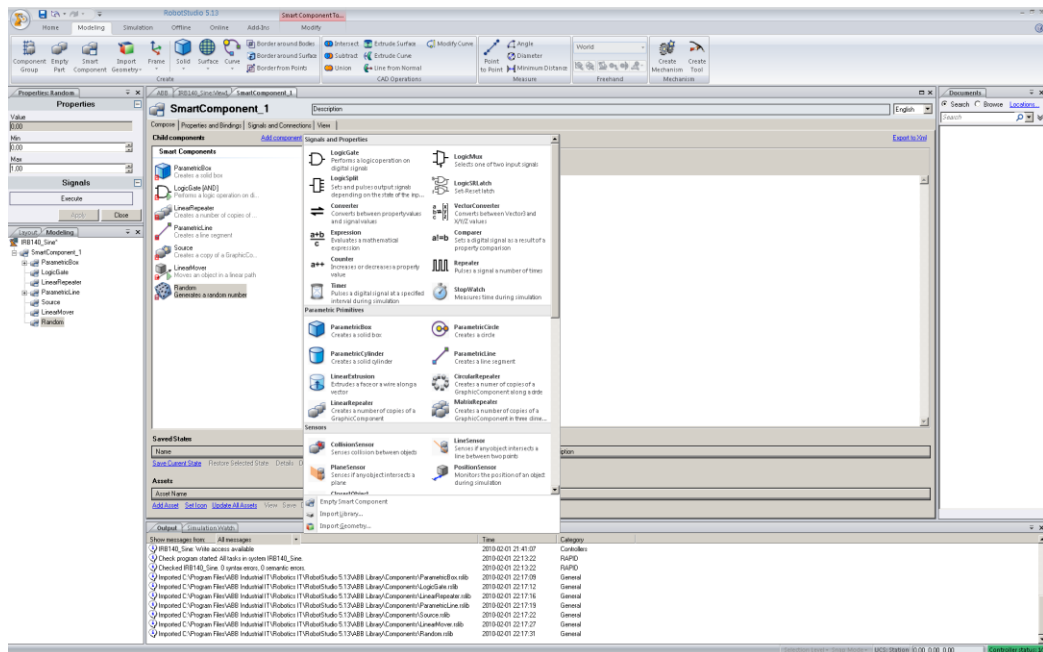 RobotStudio 5.13
Smart Component To...
Home Modeling Simulation Offline Online Add-Ins Modify
Component Group
Empty Part
Smart Component
Import Geometry
Frame
Solid
Surface
Curve
Border around Bodies
Border around Surface
Border from Points
Create
Intersect
Subtract
Union
Extrude Surface
Extrude Curve
Line from Normal
Modify Curve
CAD Operations
Point to Point
Angle
Diameter
Minimum Distance
Measure
World
Freehand
Create Mechanism
Create Tool
Mechanism
Properties: Random
Properties
Value
0,00
Min
0,00
Max
1,00
Signals
Execute
Apply Close
Layout Modeling
IRB140_Sine*
SmartComponent_1
ParametricBox
LogicGate
LinearRepeater
ParametricLine
Source
LinearMover
Random
ABB IRB140_Sine:View1 SmartComponent_1
SmartComponent_1
Description
English
Compose Properties and Bindings Signals and Connections View
Child components
Add component
Export to Xml
Smart Components
ParametricBox
Creates a solid box
LogicGate [AND]
Performs a logic operation on di...
LinearRepeater
Creates a number of copies of ...
ParametricLine
Creates a line segment
Source
Creates a copy of a GraphicCo...
LinearMover
Moves an object in a linear path
Random
Generates a random number
Saved States
Name
Save Current State Restore Selected State Details
Assets
Asset Name
Add Asset Set Icon Update All Assets View Save
Signals and Properties
LogicGate
Performs a logic operation on digital signals
LogicMux
Selects one of two input signals
LogicSplit
Sets and pulses output signals depending on the state of the inp...
LogicSRLatch
Set-Reset latch
Converter
Converts between property values and signal values
VectorConverter
Converts between Vector3 and X/Y/Z values
a+b
c
Expression
Evaluates a mathematical expression
a!=b
Comparer
Sets a digital signal as a result of a property comparison
a++
Counter
Increases or decreases a property value
Repeater
Pulses a signal a number of times
Timer
Pulses a digital signal at a specified interval during simulation
StopWatch
Measures time during simulation
Parametric Primitives
ParametricBox
Creates a solid box
ParametricCircle
Creates a circle
ParametricCylinder
Creates a solid cylinder
ParametricLine
Creates a line segment
LinearExtrusion
Extrudes a face or a wire along a vector
CircularRepeater
Creates a numer of copies of a GraphicComponent along a circle
LinearRepeater
Creates a number of copies of a GraphicComponent
MatrixRepeater
Creates a number of copies of a GraphicComponent in three dime...
Sensors
CollisionSensor
Senses collision between objects
LineSensor
Senses if any object intersects a line between two points
PlaneSensor
Senses if any object intersects a plane
PositionSensor
Monitors the position of an object during simulation
ClosestObject
Empty Smart Component
Import Library...
Import Geometry...
Documents
Search Browse Locations...
Search
Output Simulation Watch
Show messages from: All messages
Time Category
IRB140_Sine: Write access available 2010-02-01 21:41:07 Controllers
Check program started: All tasks in system IRB140_Sine. 2010-02-01 22:13:22 RAPID
Checked IRB140_Sine: 0 syntax errors, 0 semantic errors. 2010-02-01 22:13:22 RAPID
Imported C:\Program Files\ABB Industrial IT\Robotics IT\RobotStudio 5.13\ABB Library\Components\ParametricBox.rslib 2010-02-01 22:17:09 General
Imported C:\Program Files\ABB Industrial IT\Robotics IT\RobotStudio 5.13\ABB Library\Components\LogicGate.rslib 2010-02-01 22:17:12 General
Imported C:\Program Files\ABB Industrial IT\Robotics IT\RobotStudio 5.13\ABB Library\Components\LinearRepeater.rslib 2010-02-01 22:17:16 General
Imported C:\Program Files\ABB Industrial IT\Robotics IT\RobotStudio 5.13\ABB Library\Components\ParametricLine.rslib 2010-02-01 22:17:19 General
Imported C:\Program Files\ABB Industrial IT\Robotics IT\RobotStudio 5.13\ABB Library\Components\Source.rslib 2010-02-01 22:17:22 General
Imported C:\Program Files\ABB Industrial IT\Robotics IT\RobotStudio 5.13\ABB Library\Components\LinearMover.rslib 2010-02-01 22:17:27 General
Imported C:\Program Files\ABB Industrial IT\Robotics IT\RobotStudio 5.13\ABB Library\Components\Random.rslib 2010-02-01 22:17:31 General
UCS: Station 0,00 0,00 0,00 Controller status: